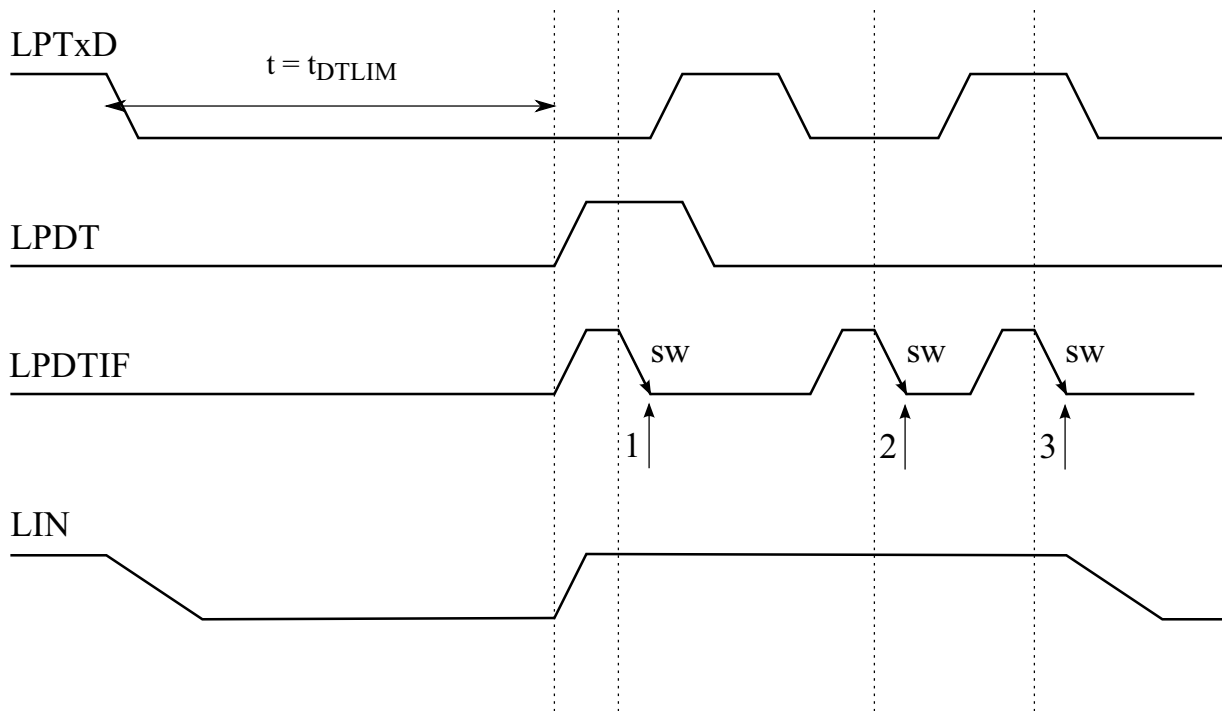 LPTxD
t = tDTLIM
LPDT
LPDTIF
sw
sw
sw
1
2
3
LIN